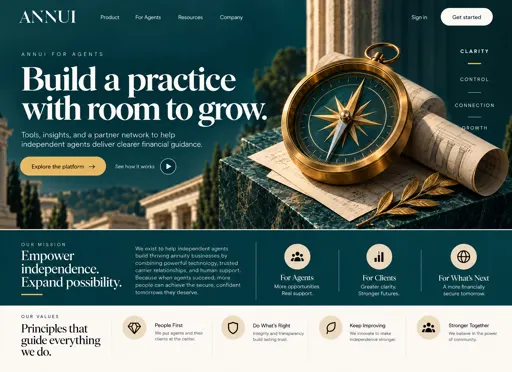 ANNUI
Product For Agents Resources Company
Sign in Get started
ANNUI FOR AGENTS
Build a practice
with room to grow.
Tools, insights, and a partner network to help
independent agents deliver clearer financial guidance.
Explore the platform →
See how it works
CLARITY
CONTROL
CONNECTION
GROWTH
OUR MISSION
Empower
independence.
Expand possibility.
We exist to help independent agents
build thriving annuity businesses by
combining powerful technology, trusted
carrier relationships, and human support.
Because when agents succeed, more
people can achieve the secure, confident
tomorrows they deserve.
For Agents
More opportunities.
Real support.
For Clients
Greater clarity.
Stronger futures.
For What's Next
A more financially
secure tomorrow.
OUR VALUES
Principles that
guide everything
we do.
People First
We put agents and their
clients at the center.
Do What's Right
Integrity and transparency
build lasting trust.
Keep Improving
We innovate to make
independence stronger.
Stronger Together
We believe in the power
of community.